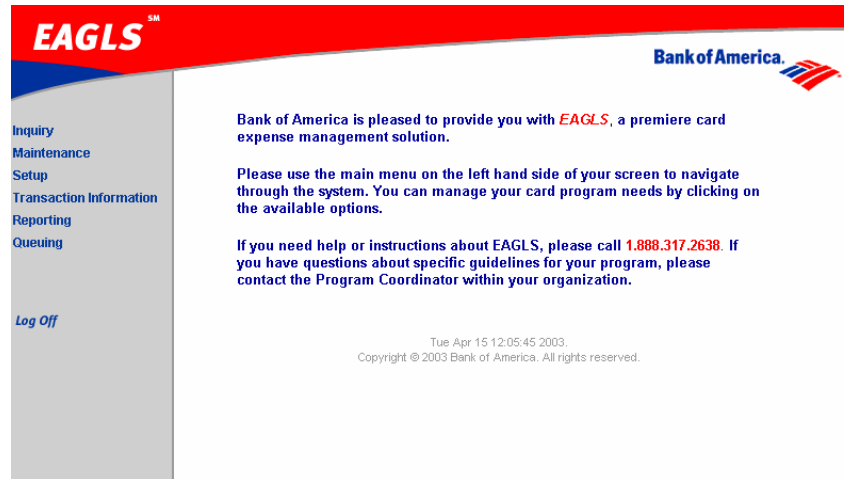 EAGLS SM
Bank of America.
Inquiry
Maintenance
Setup
Transaction Information
Reporting
Queuing
Log Off
Bank of America is pleased to provide you with EAGLS, a premiere card
expense management solution.
Please use the main menu on the left hand side of your screen to navigate
through the system. You can manage your card program needs by clicking on
the available options.
If you need help or instructions about EAGLS, please call 1.888.317.2638. If
you have questions about specific guidelines for your program, please
contact the Program Coordinator within your organization.
Tue Apr 15 12:05:45 2003.
Copyright © 2003 Bank of America. All rights reserved.